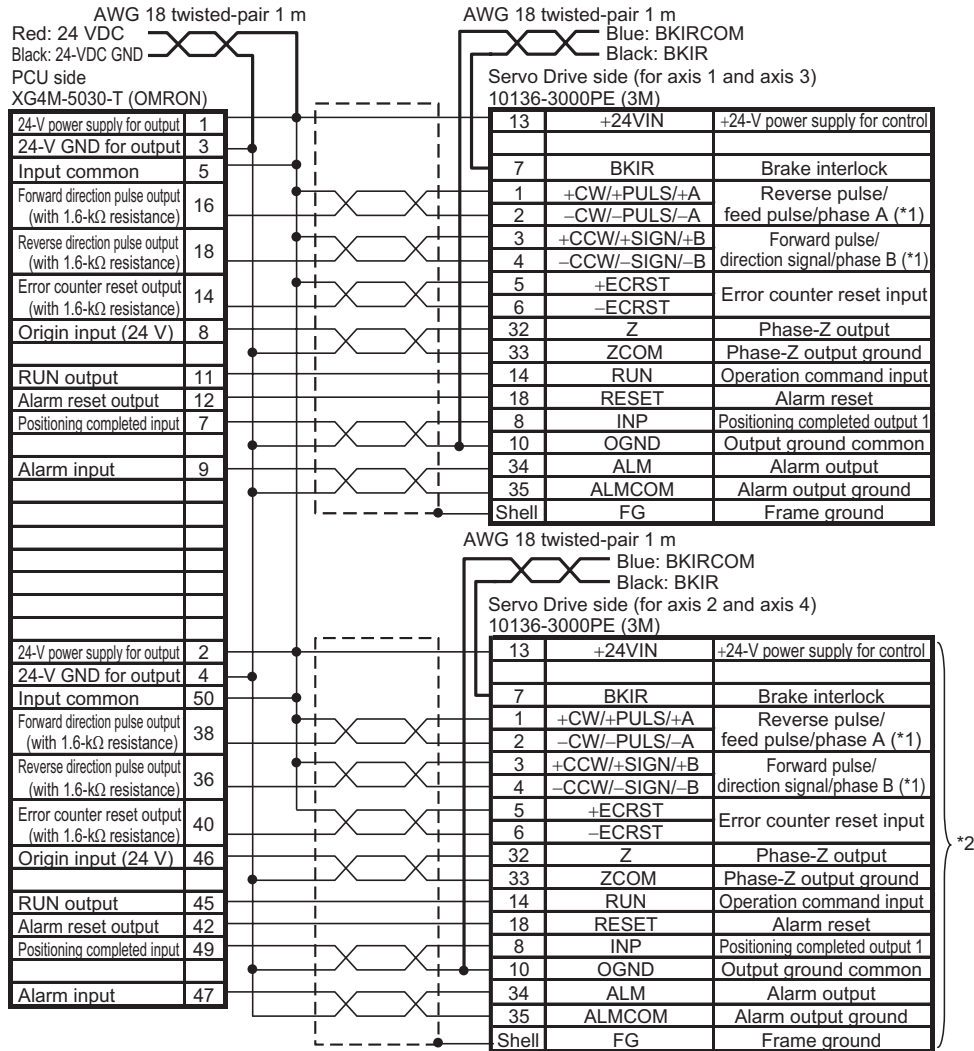 AWG 18 twisted-pair 1 m
Red: 24 VDC
Black: 24-VDC GND
PCU side
XG4M-5030-T (OMRON)
24-V power supply for output 1
24-V GND for output 3
Input common 5
Forward direction pulse output
(with 1.6-kΩ resistance) 16
Reverse direction pulse output
(with 1.6-kΩ resistance) 18
Error counter reset output
(with 1.6-kΩ resistance) 14
Origin input (24 V) 8
RUN output 11
Alarm reset output 12
Positioning completed input 7
Alarm input 9
24-V power supply for output 2
24-V GND for output 4
Input common 50
Forward direction pulse output
(with 1.6-kΩ resistance) 38
Reverse direction pulse output
(with 1.6-kΩ resistance) 36
Error counter reset output
(with 1.6-kΩ resistance) 40
Origin input (24 V) 46
RUN output 45
Alarm reset output 42
Positioning completed input 49
Alarm input 47
AWG 18 twisted-pair 1 m
Blue: BKIRCOM
Black: BKIR
Servo Drive side (for axis 1 and axis 3)
10136-3000PE (3M)
13 +24VIN +24-V power supply for control
7 BKIR Brake interlock
1 +CW/+PULS/+A Reverse pulse/
2 −CW/−PULS/−A feed pulse/phase A (*1)
3 +CCW/+SIGN/+B Forward pulse/
4 −CCW/−SIGN/−B direction signal/phase B (*1)
5 +ECRST Error counter reset input
6 −ECRST
32 Z Phase-Z output
33 ZCOM Phase-Z output ground
14 RUN Operation command input
18 RESET Alarm reset
8 INP Positioning completed output 1
10 OGND Output ground common
34 ALM Alarm output
35 ALMCOM Alarm output ground
Shell FG Frame ground
AWG 18 twisted-pair 1 m
Blue: BKIRCOM
Black: BKIR
Servo Drive side (for axis 2 and axis 4)
10136-3000PE (3M)
13 +24VIN +24-V power supply for control
7 BKIR Brake interlock
1 +CW/+PULS/+A Reverse pulse/
2 −CW/−PULS/−A feed pulse/phase A (*1)
3 +CCW/+SIGN/+B Forward pulse/
4 −CCW/−SIGN/−B direction signal/phase B (*1)
5 +ECRST Error counter reset input
6 −ECRST
32 Z Phase-Z output
33 ZCOM Phase-Z output ground
14 RUN Operation command input
18 RESET Alarm reset
8 INP Positioning completed output 1
10 OGND Output ground common
34 ALM Alarm output
35 ALMCOM Alarm output ground
Shell FG Frame ground
*2